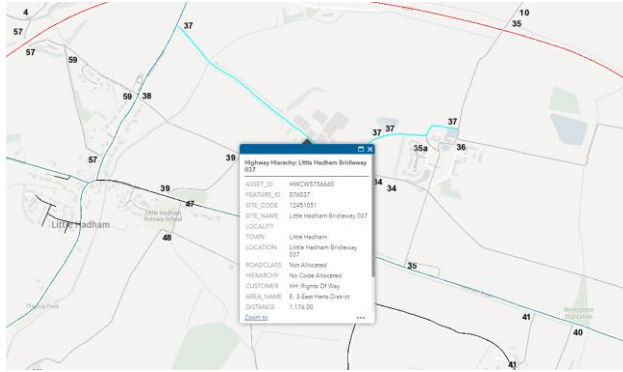 4
10
35
57
37
57
59
59
38
37
37
37
35a
36
57
39
34
34
39
47
Little Hadham
Primary School
Little Hadham
48
35
Playing Field
Plantation
41
40
41
Highway Hierachy: Little Hadham Bridleway
037
ASSET_ID HWCWS756660
FEATURE_ID 076037
SITE_CODE 12451051
SITE_NAME Little Hadham Bridleway 037
LOCALITY
TOWN Little Hadham
LOCATION Little Hadham Bridleway
037
ROADCLASS Not Allocated
HIERARCHY No Code Allocated
CUSTOMER HH: Rights Of Way
AREA_NAME E: 3-East Herts District
DISTANCE 1,176.00
Zoom to